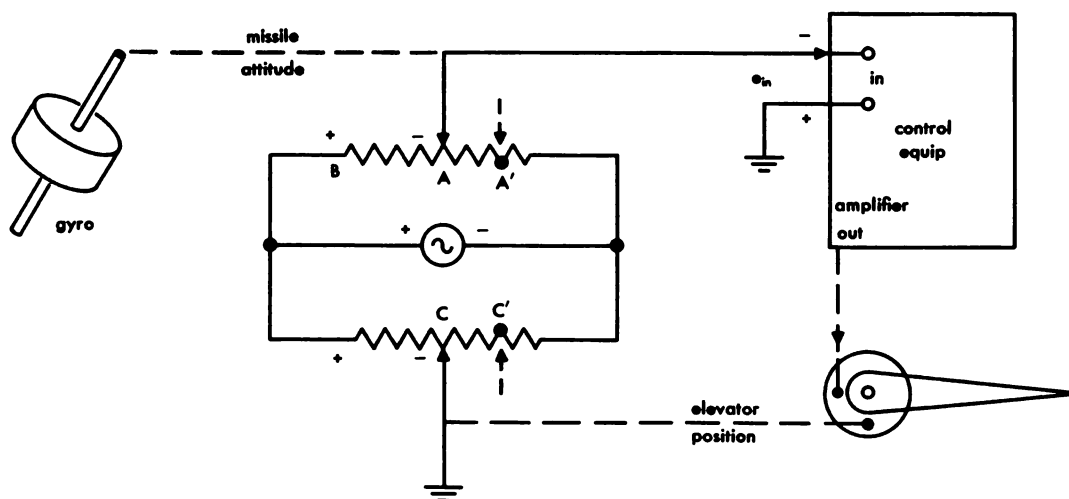 missile
attitude
gyro
+
B
−
A
A'
+
−
C
C'
+
−
−
e_in
in
+
control
equip
amplifier
out
elevator
position